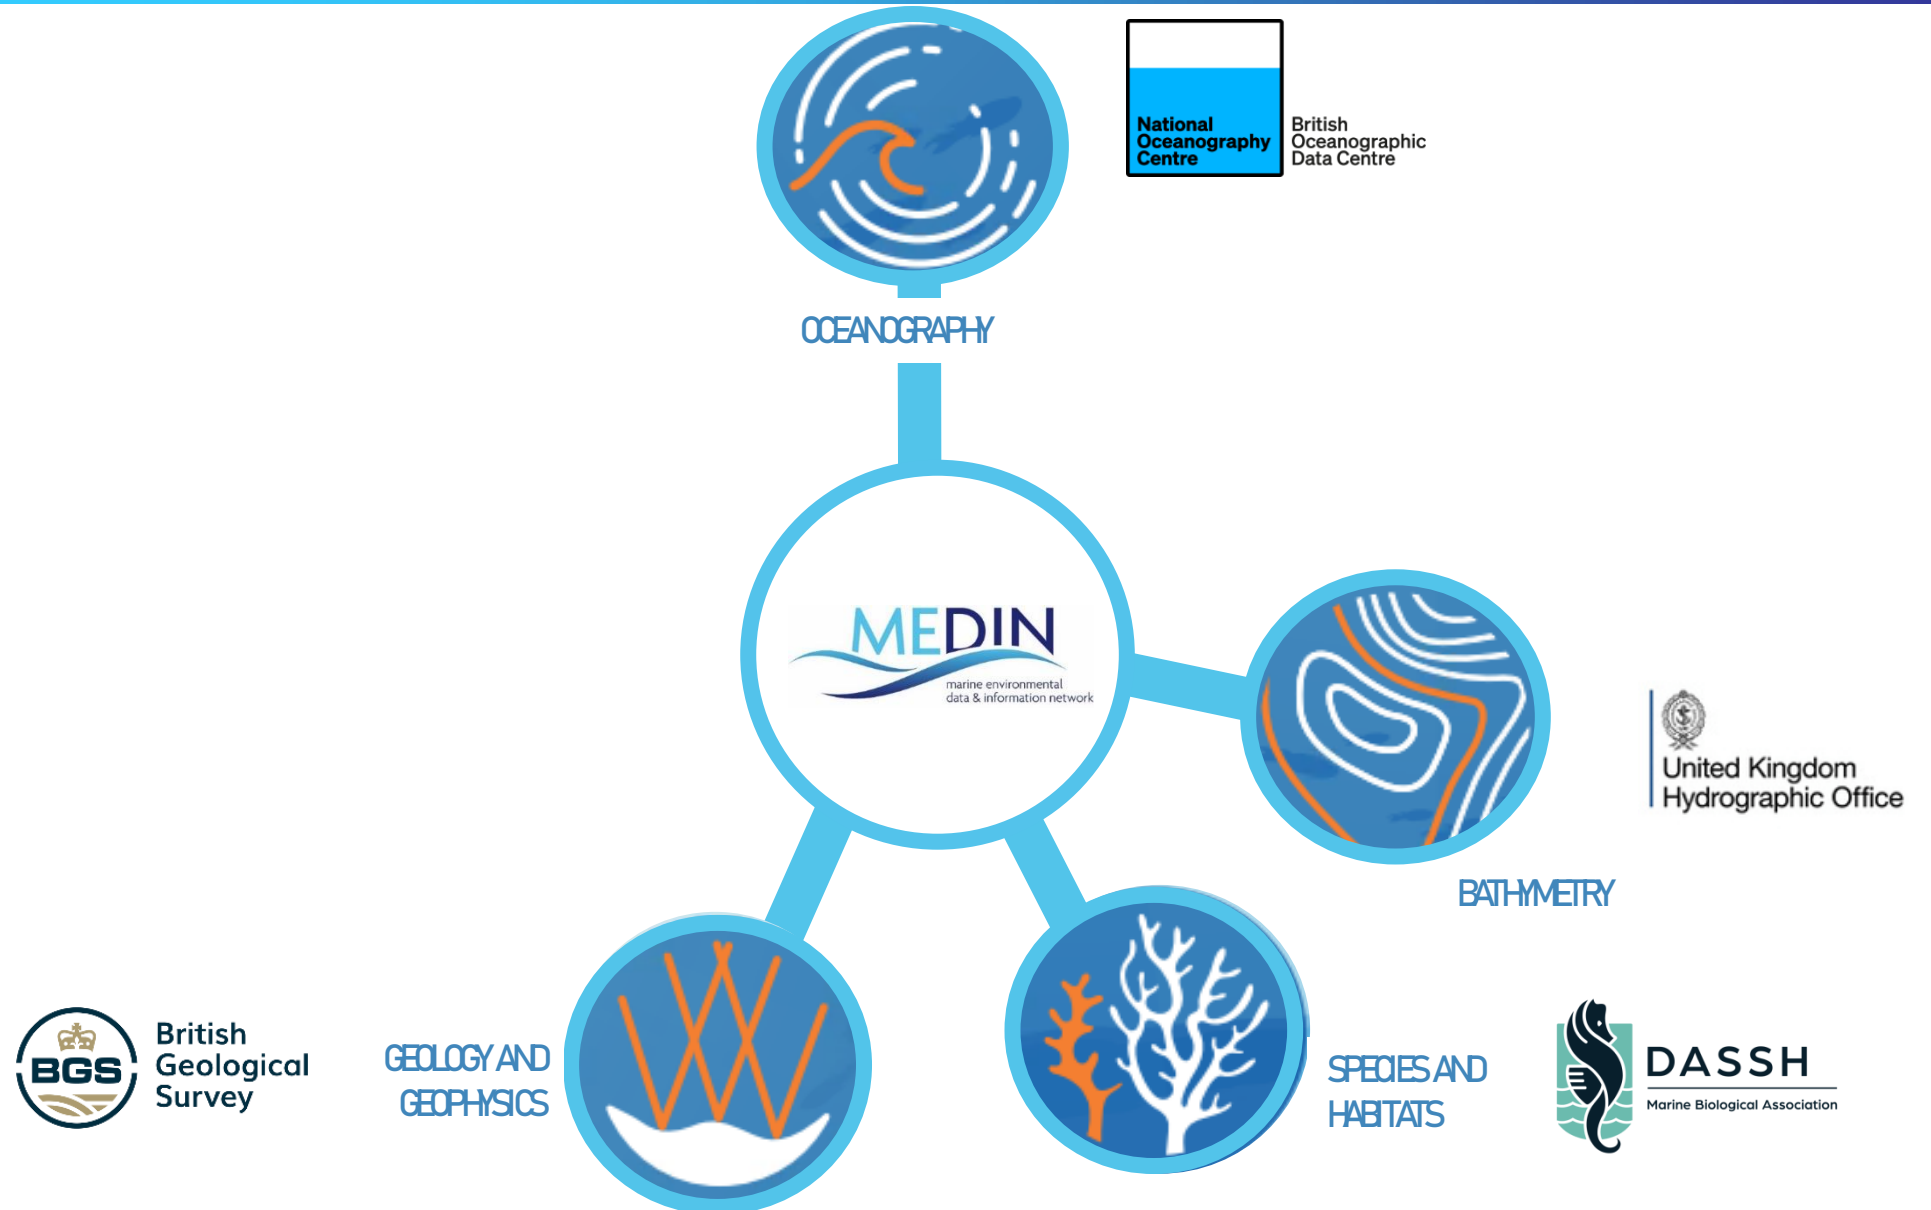 National
Oceanography
Centre
British
Oceanographic
Data Centre
OCEANOGRAPHY
MEDIN
marine environmental
data & information network
United Kingdom
Hydrographic Office
BATHYMETRY
BGS
British
Geological
Survey
GEOLOGY AND
GEOPHYSICS
SPECIES AND
HABITATS
DASSH
Marine Biological Association